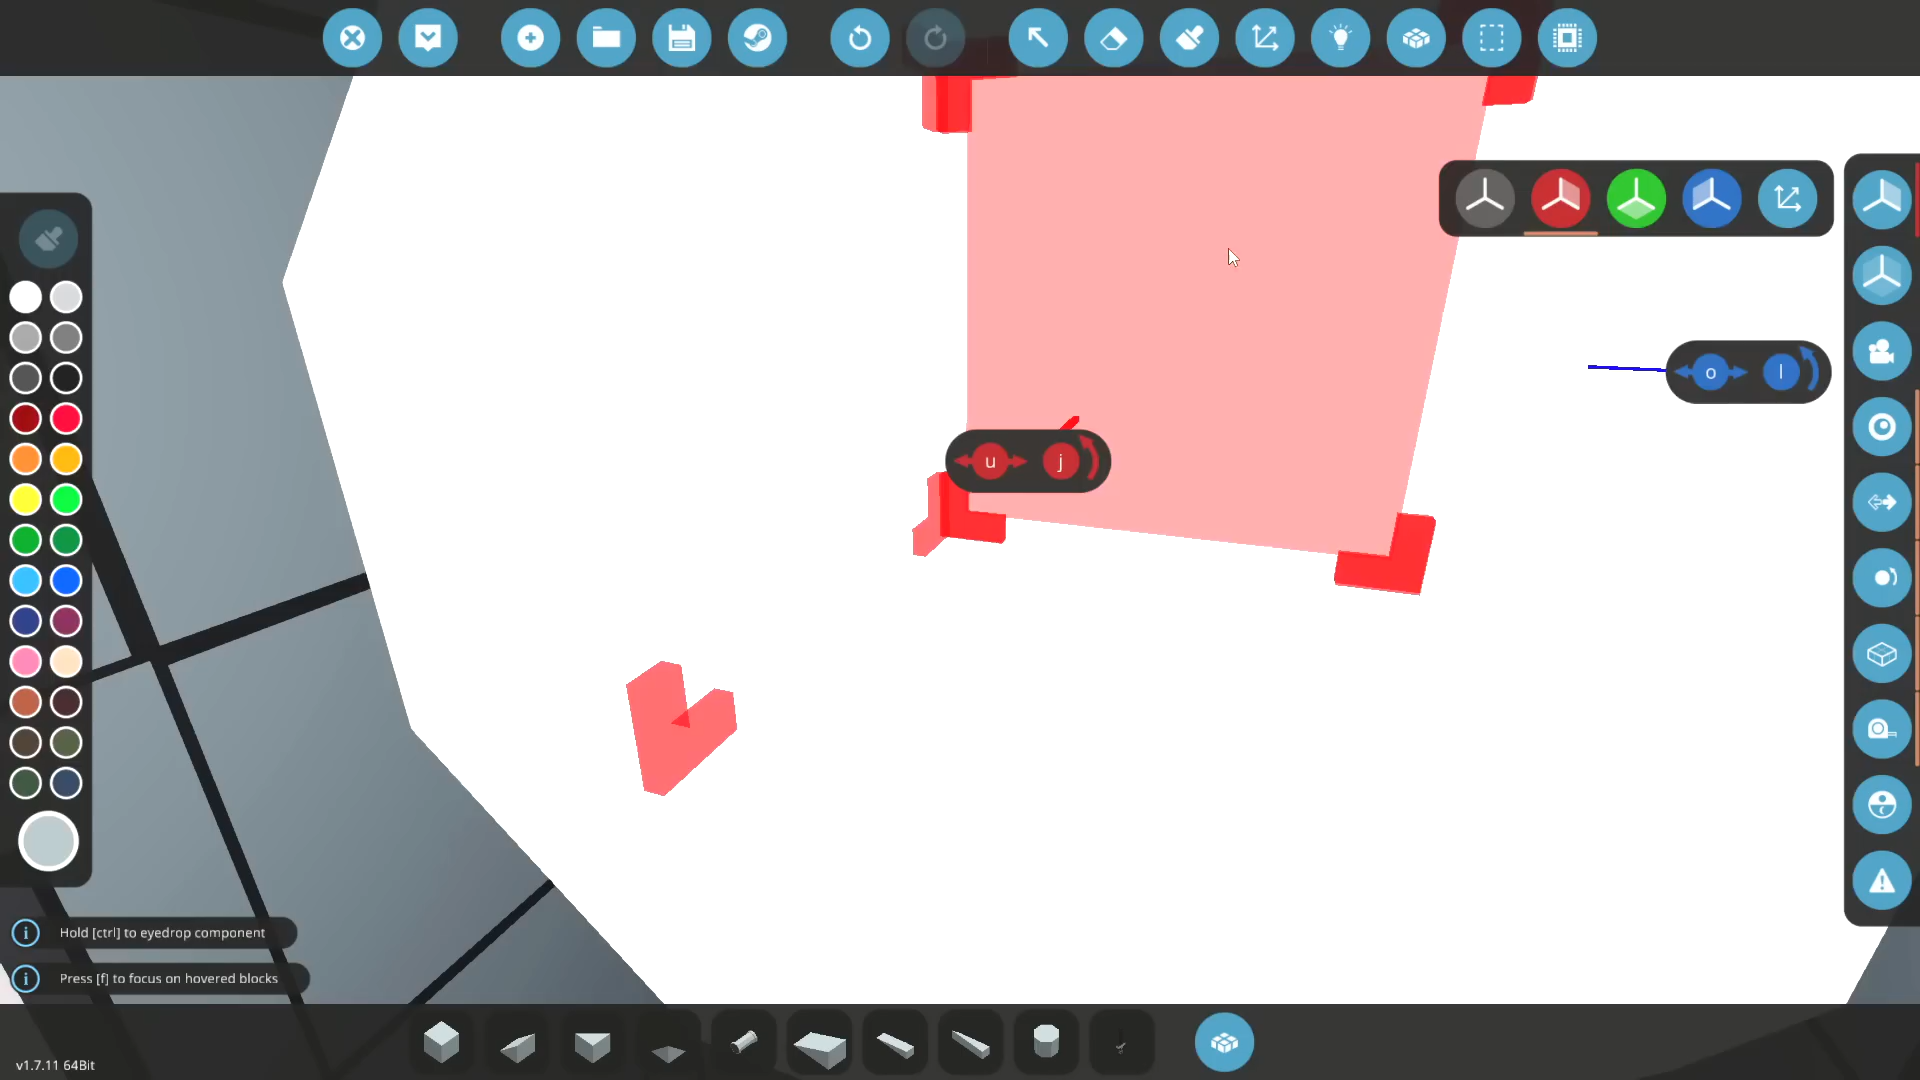 o l
u j
Hold [ctrl] to eyedrop component
Press [f] to focus on hovered blocks
v1.7.11 64Bit